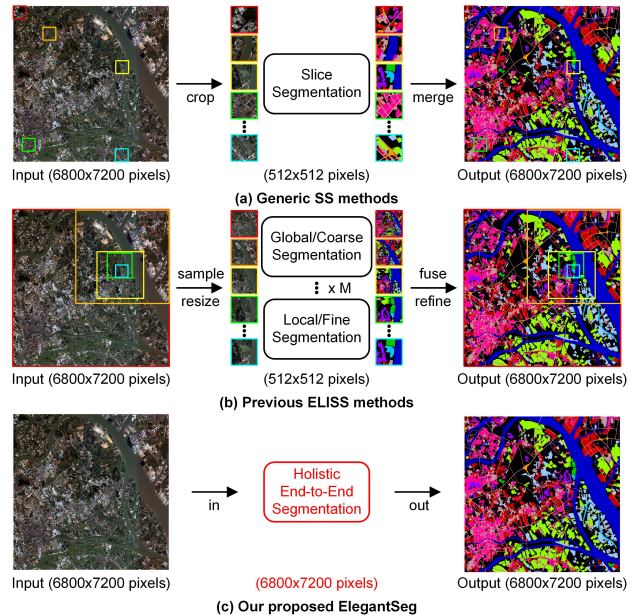 crop
Slice
Segmentation
merge
Input (6800x7200 pixels)
(512x512 pixels)
Output (6800x7200 pixels)
(a) Generic SS methods
sample
resize
Global/Coarse
Segmentation
x M
Local/Fine
Segmentation
fuse
refine
Input (6800x7200 pixels)
(512x512 pixels)
Output (6800x7200 pixels)
(b) Previous ELISS methods
in
Holistic
End-to-End
Segmentation
out
Input (6800x7200 pixels)
(6800x7200 pixels)
Output (6800x7200 pixels)
(c) Our proposed ElegantSeg